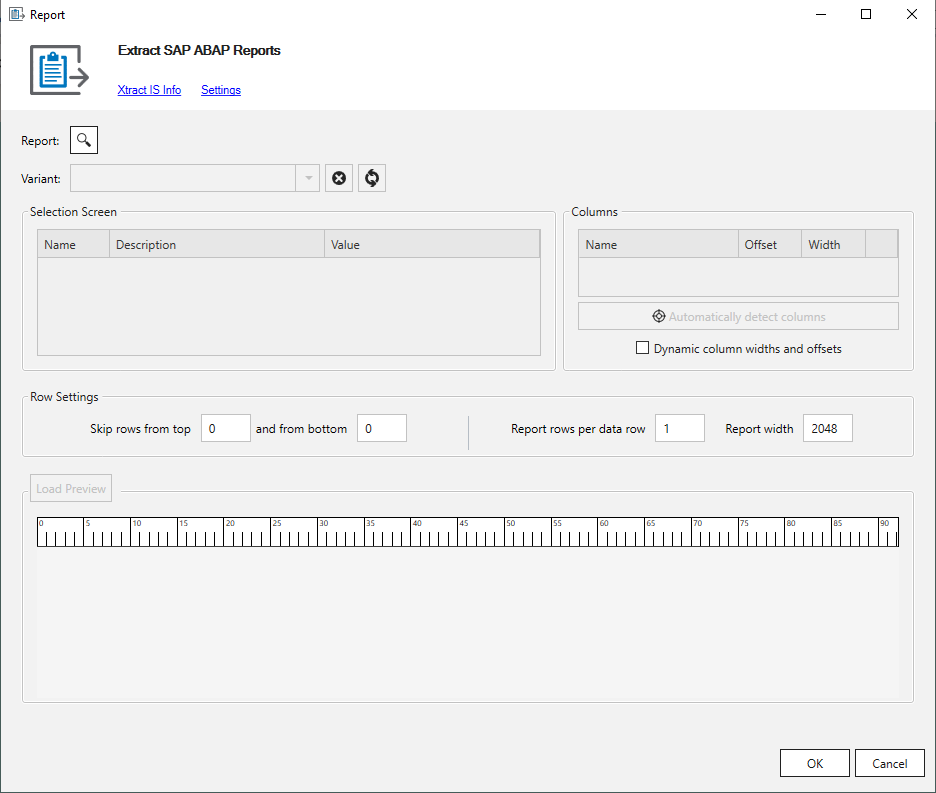 Report
Extract SAP ABAP Reports
Xtract IS Info Settings
Report:
Variant:
Selection Screen
Name Description Value
Columns
Name Offset Width
Automatically detect columns
Dynamic column widths and offsets
Row Settings
Skip rows from top 0 and from bottom 0 Report rows per data row 1 Report width 2048
Load Preview
0 5 10 15 20 25 30 35 40 45 50 55 60 65 70 75 80 85 90
OK Cancel